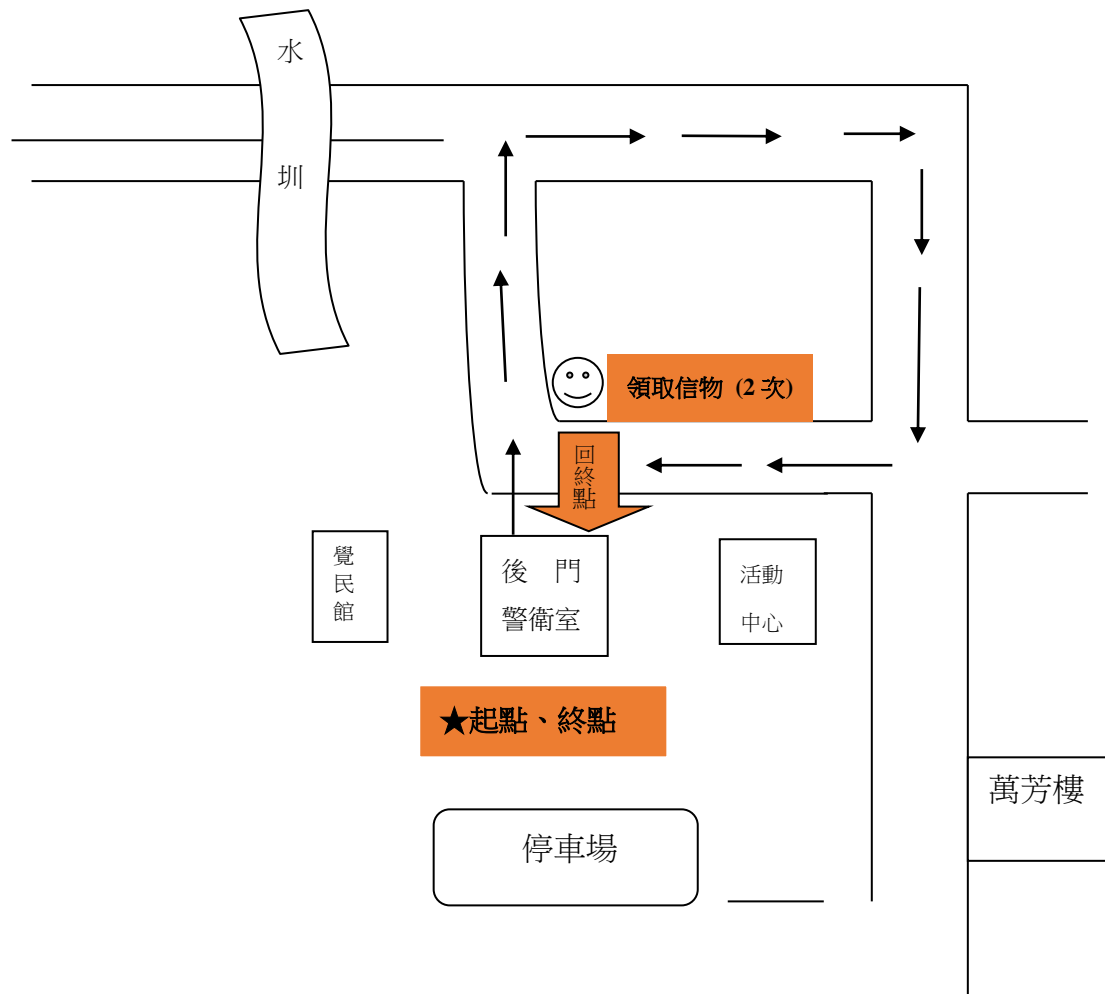 水
圳
領取信物 (2 次)
回終點
覺民館
後 門
警衛室
活動
中心
★起點、終點
萬芳樓
停車場